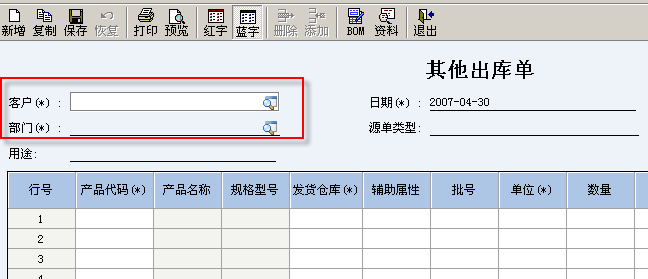 新增 复制 保存 恢复 打印 预览 红字 蓝字 删除 添加 BOM 资料 退出
其他出库单
客户(*)： 日期(*)： 2007-04-30
部门(*)： 源单类型:
用途:
行号 产品代码(*) 产品名称 规格型号 发货仓库(*) 辅助属性 批号 单位(*) 数量
1
2
3